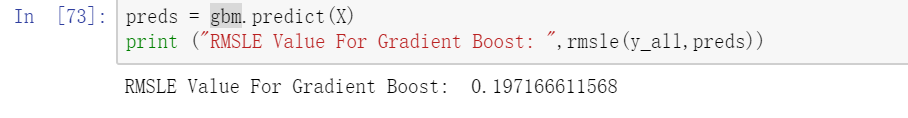 In [73]: preds = gbm.predict(X)
print ("RMSLE Value For Gradient Boost: ",rmsle(y_all,preds))
RMSLE Value For Gradient Boost:  0.197166611568